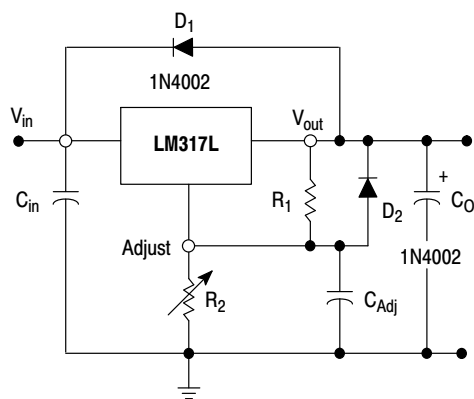 D1
1N4002
Vin
LM317L
Vout
Cin
R1
D2
+
CO
1N4002
Adjust
R2
CAdj